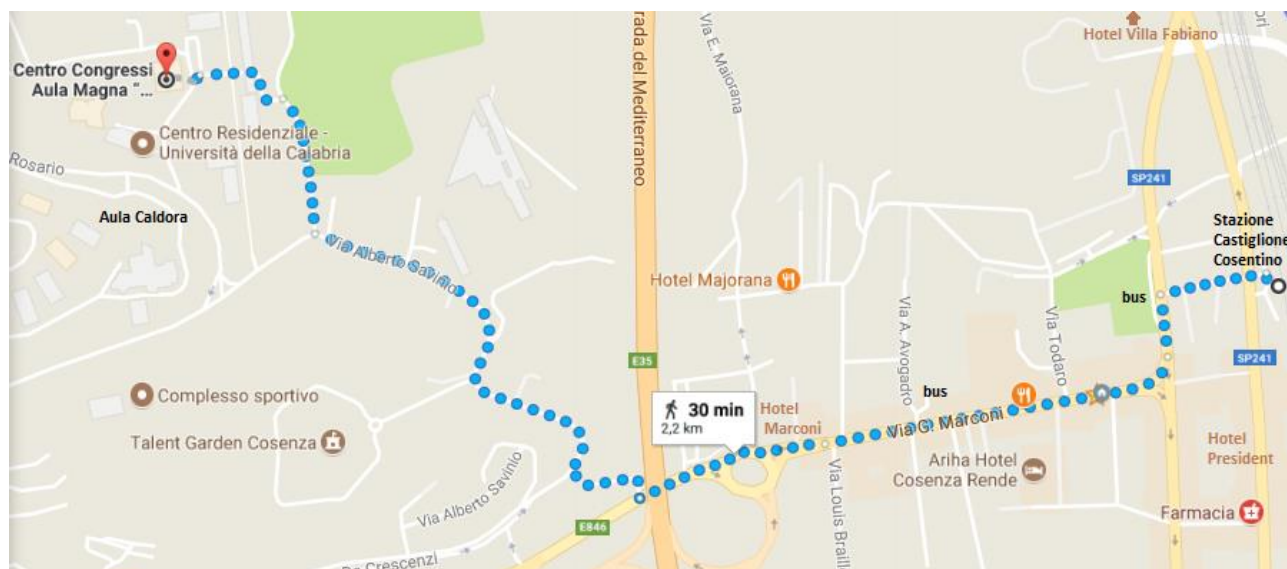 Centro Congressi
Aula Magna "...
Centro Residenziale -
Università della Calabria
Rosario
Aula Caldora
Via Alberto Savinio
Complesso sportivo
Talent Garden Cosenza
Via Alberto Savinio
De Crescenzi
E846
E35
rada del Mediterraneo
Via E. Maiorana
Hotel Majorana
30 min
2,2 km
Hotel
Marconi
bus
Via G. Marconi
Via A. Avogadro
Via Louis Braille
Via Todaro
Ariha Hotel
Cosenza Rende
Hotel Villa Fabiano
ori
SP241
bus
Stazione
Castiglione
Cosentino
SP241
Hotel
President
Farmacia